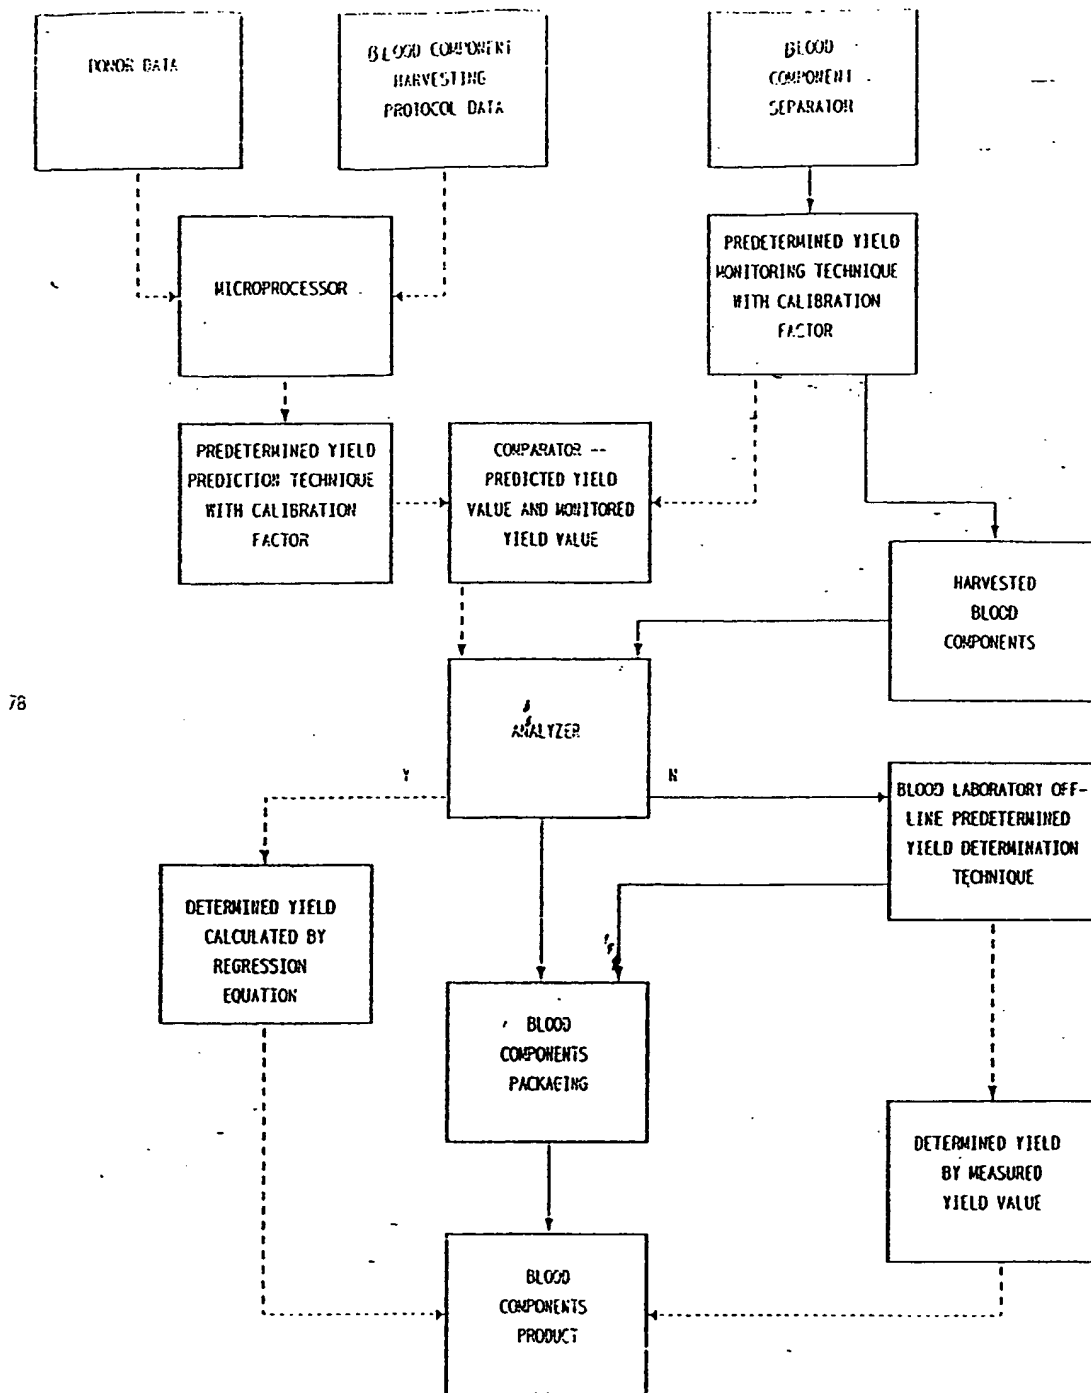 DONOR DATA
BLOOD COMPONENT
HARVESTING
PROTOCOL DATA
BLOOD
COMPONENT
SEPARATOR
MICROPROCESSOR
PREDETERMINED YIELD
MONITORING TECHNIQUE
WITH CALIBRATION
FACTOR
PREDETERMINED YIELD
PREDICTION TECHNIQUE
WITH CALIBRATION
FACTOR
COMPARATOR --
PREDICTED YIELD
VALUE AND MONITORED
YIELD VALUE
HARVESTED
BLOOD
COMPONENTS
78
ANALYZER
Y
N
BLOOD LABORATORY OFF-
LINE PREDETERMINED
YIELD DETERMINATION
TECHNIQUE
DETERMINED YIELD
CALCULATED BY
REGRESSION
EQUATION
BLOOD
COMPONENTS
PACKAGING
DETERMINED YIELD
BY MEASURED
YIELD VALUE
BLOOD
COMPONENTS
PRODUCT